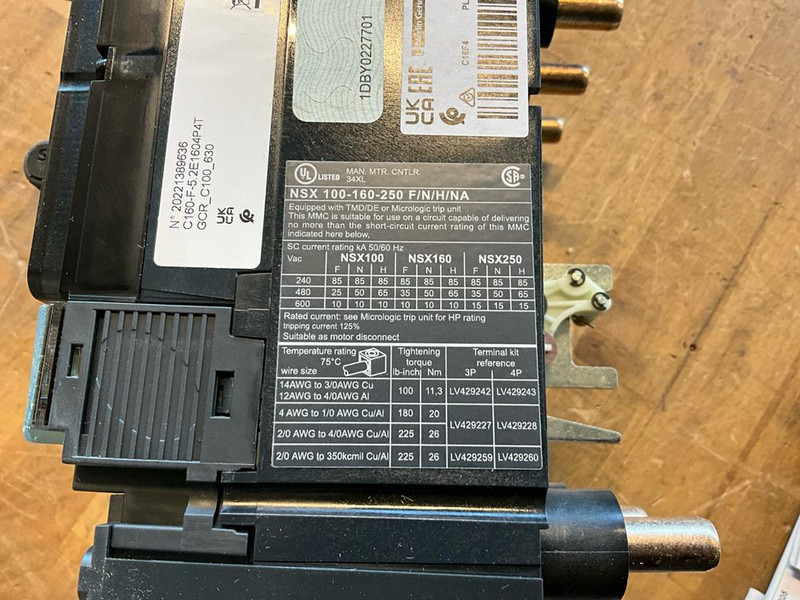 N° 20221389636
C160-F-5.2E1604P4T
GCR_C100_630
UK
CA
1DBY0227701
UK
CA
EAC
C16F4
UL LISTED MAN. MTR. CNTLR.
34XL
NSX 100-160-250 F/N/H/NA
Equipped with TMD/DE or Micrologic trip unit
This MMC is suitable for use on a circuit capable of delivering
no more than the short-circuit current rating of this MMC
indicated here below,
SC current rating kA 50/60 Hz
Vac NSX100 NSX160 NSX250
F N H F N H F N H
240 85 85 85 85 85 85 85 85 85
480 25 50 65 35 50 65 35 50 65
600 10 10 10 10 10 10 15 15 15
Rated current: see Micrologic trip unit for HP rating
tripping current 125%
Suitable as motor disconnect
Temperature rating 75°C wire size Tightening torque Terminal kit reference
lb-inch Nm 3P 4P
14AWG to 3/0AWG Cu
12AWG to 4/0AWG Al 100 11,3 LV429242 LV429243
4 AWG to 1/0 AWG Cu/Al 180 20 LV429227 LV429228
2/0 AWG to 4/0AWG Cu/Al 225 26
2/0 AWG to 350kcmil Cu/Al 225 26 LV429259 LV429260